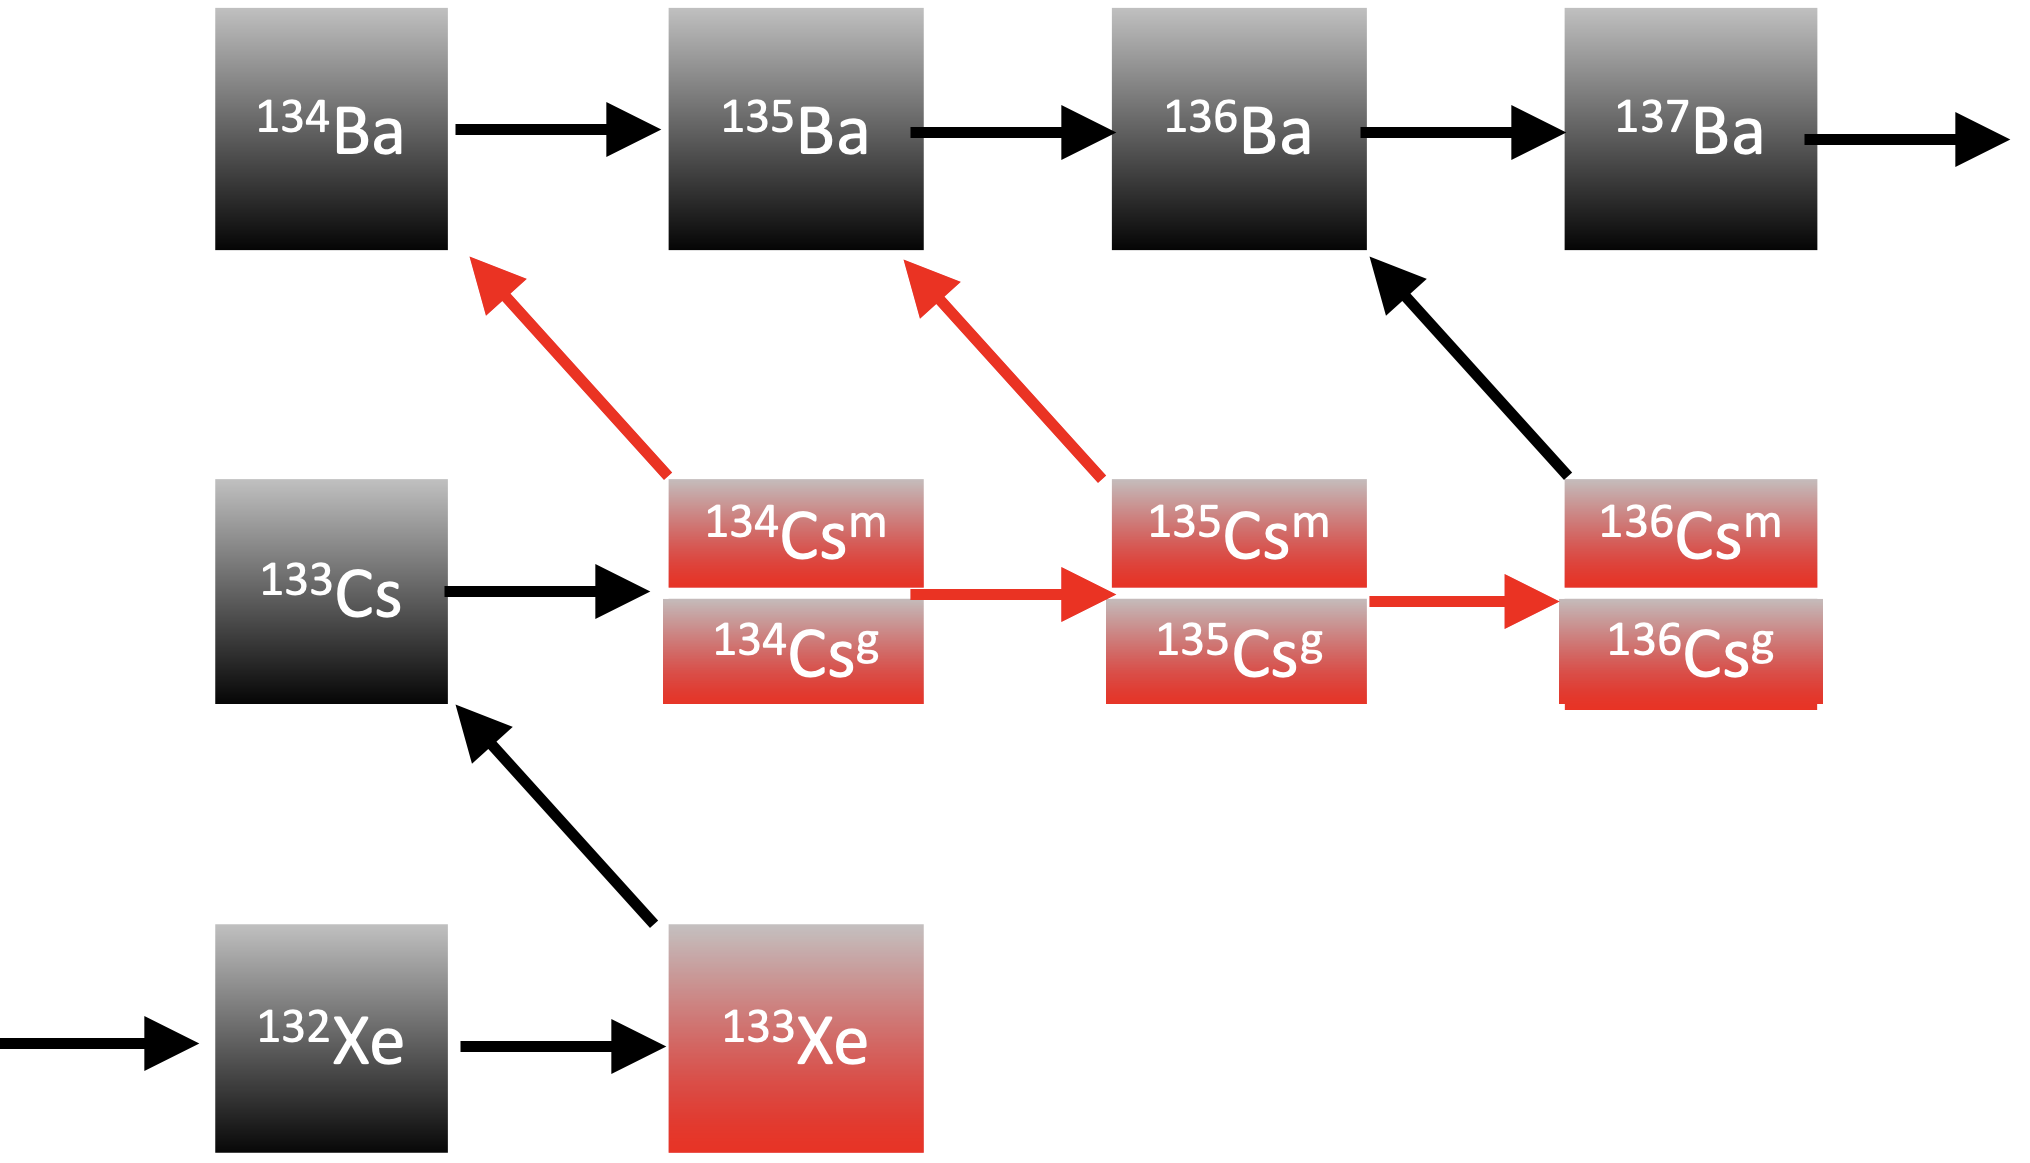 ¹³⁴Ba
¹³⁵Ba
¹³⁶Ba
¹³⁷Ba
¹³³Cs
¹³⁴Csᵐ
¹³⁵Csᵐ
¹³⁶Csᵐ
¹³⁴Csᵍ
¹³⁵Csᵍ
¹³⁶Csᵍ
¹³²Xe
¹³³Xe